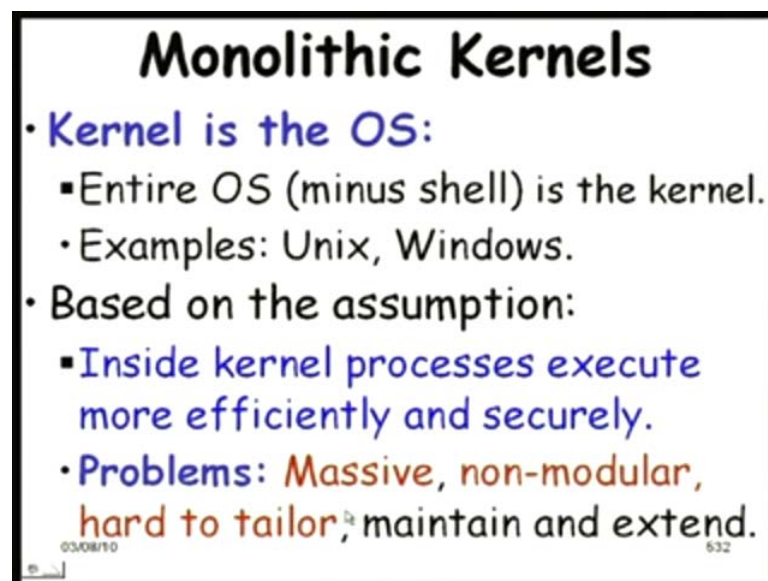 Monolithic Kernels
• Kernel is the OS:
▪Entire OS (minus shell) is the kernel.
• Examples: Unix, Windows.
• Based on the assumption:
▪Inside kernel processes execute
more efficiently and securely.
• Problems: Massive, non-modular,
hard to tailor, maintain and extend.
03/08/10 532